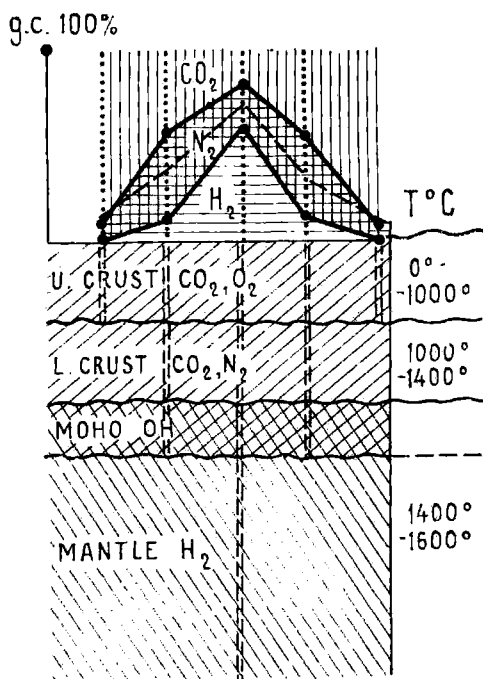 g.c. 100%
CO₂
N₂
H₂
T°C
U. CRUST CO₂,O₂
0°-
-1000°
L. CRUST CO₂,N₂
1000°
-1400°
MOHO OH
MANTLE H₂
1400°
-1600°